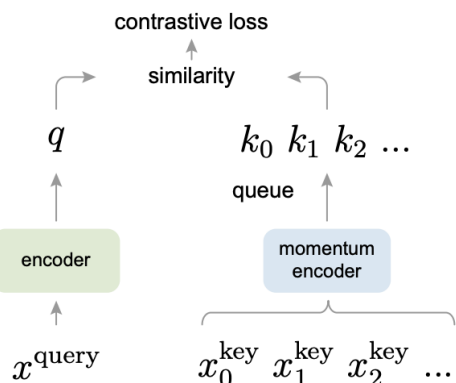 contrastive loss
similarity
q k₀ k₁ k₂ ...
queue
encoder
momentum
encoder
x^query x₀^key x₁^key x₂^key ...